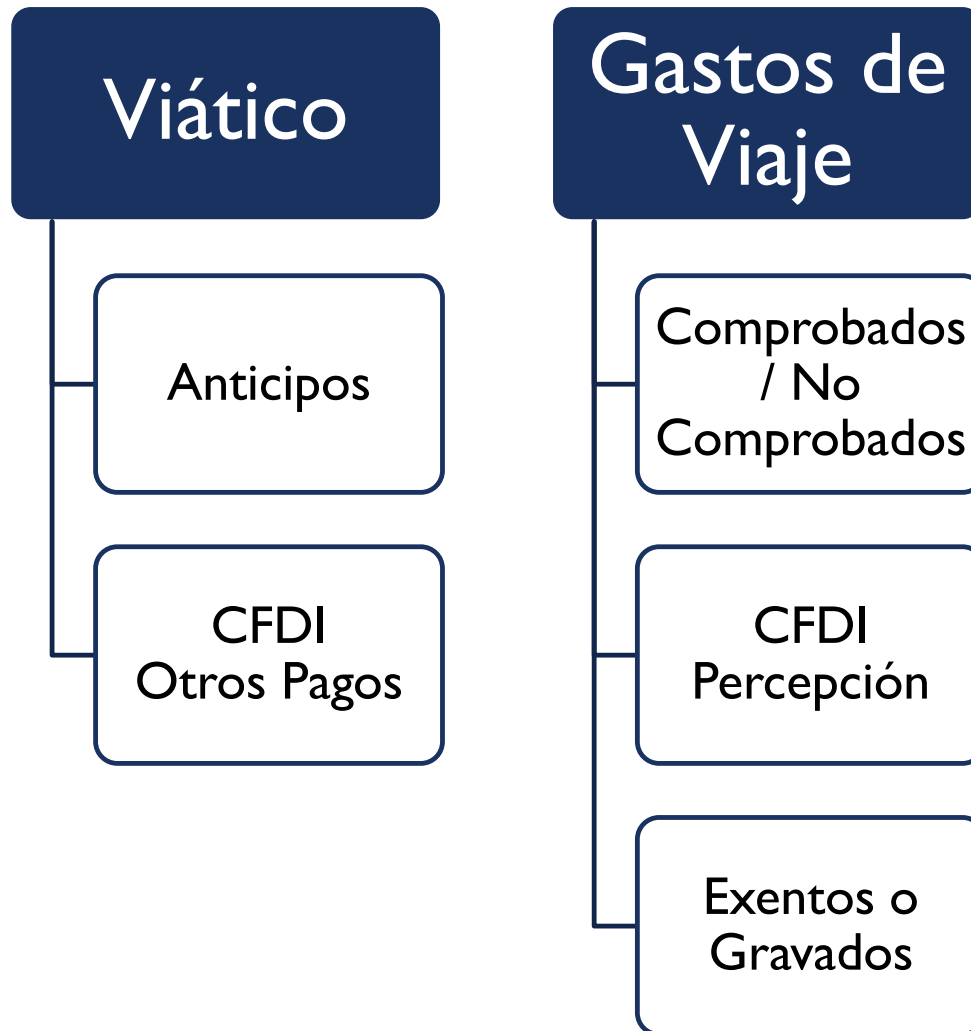 Viático
Anticipos
CFDI
Otros Pagos
Gastos de
Viaje
Comprobados
/ No
Comprobados
CFDI
Percepción
Exentos o
Gravados